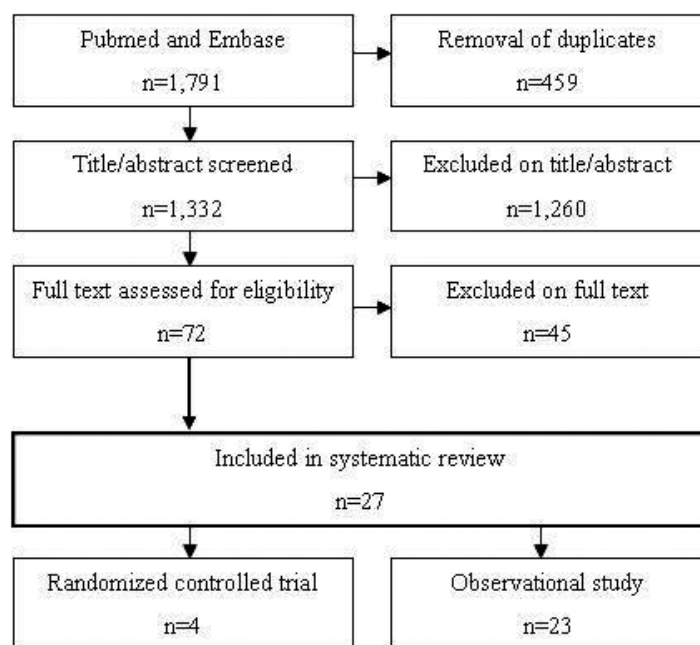 Pubmed and Embase
n=1,791
Removal of duplicates
n=459
Title/abstract screened
n=1,332
Excluded on title/abstract
n=1,260
Full text assessed for eligibility
n=72
Excluded on full text
n=45
Included in systematic review
n=27
Randomized controlled trial
n=4
Observational study
n=23